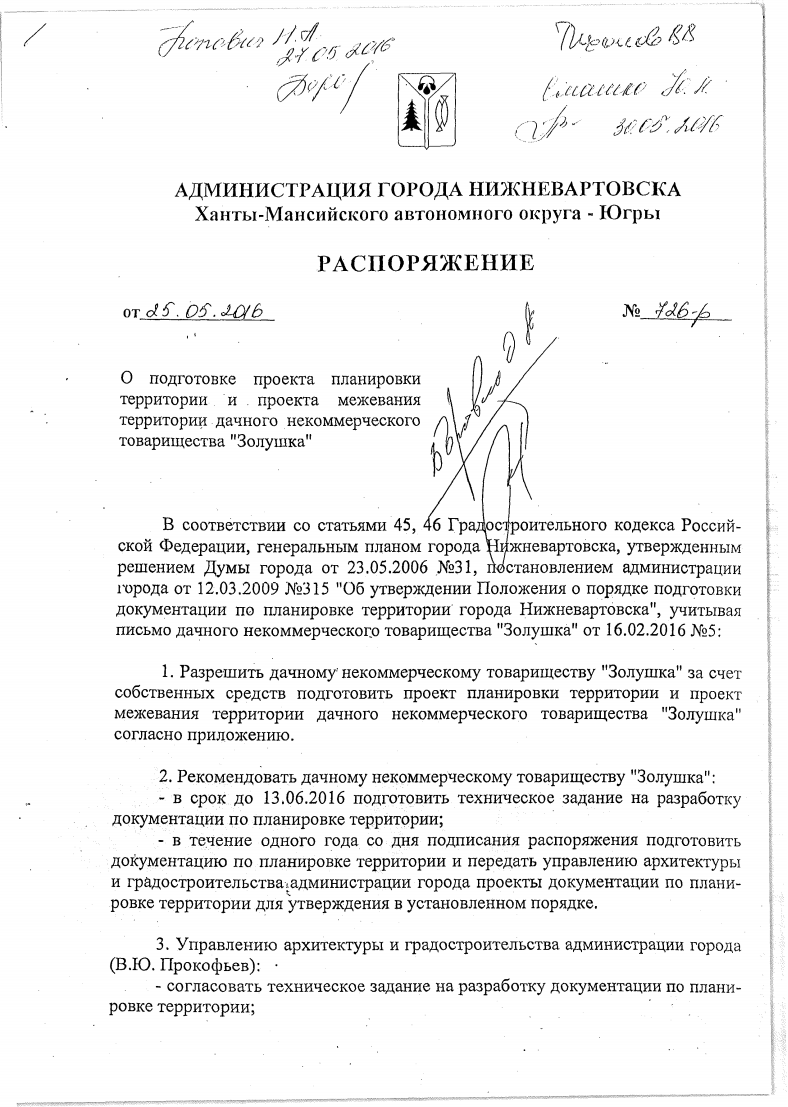 Попович Н.А
27.05.2016
30.05.2016
АДМИНИСТРАЦИЯ ГОРОДА НИЖНЕВАРТОВСКА
Ханты-Мансийского автономного округа - Югры
РАСПОРЯЖЕНИЕ
от 25.05.2016 № 726-р
О подготовке проекта планировки
территории и проекта межевания
территории дачного некоммерческого
товарищества "Золушка"
В соответствии со статьями 45, 46 Градостроительного кодекса Россий-
ской Федерации, генеральным планом города Нижневартовска, утвержденным
решением Думы города от 23.05.2006 №31, постановлением администрации
города от 12.03.2009 №315 "Об утверждении Положения о порядке подготовки
документации по планировке территории города Нижневартовска", учитывая
письмо дачного некоммерческого товарищества "Золушка" от 16.02.2016 №5:
1. Разрешить дачному некоммерческому товариществу "Золушка" за счет
собственных средств подготовить проект планировки территории и проект
межевания территории дачного некоммерческого товарищества "Золушка"
согласно приложению.
2. Рекомендовать дачному некоммерческому товариществу "Золушка":
- в срок до 13.06.2016 подготовить техническое задание на разработку
документации по планировке территории;
- в течение одного года со дня подписания распоряжения подготовить
документацию по планировке территории и передать управлению архитектуры
и градостроительства администрации города проекты документации по плани-
ровке территории для утверждения в установленном порядке.
3. Управлению архитектуры и градостроительства администрации города
(В.Ю. Прокофьев):
- согласовать техническое задание на разработку документации по плани-
ровке территории;